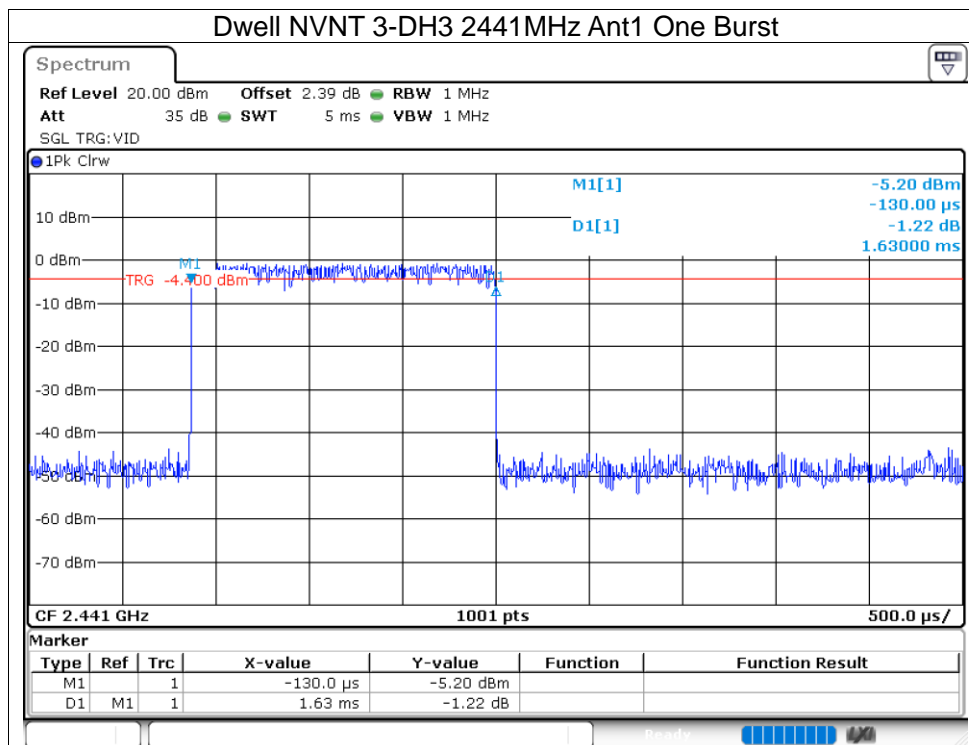 Dwell NVNT 3-DH3 2441MHz Ant1 One Burst
Spectrum
Ref Level 20.00 dBm Offset 2.39 dB RBW 1 MHz
Att 35 dB SWT 5 ms VBW 1 MHz
SGL TRG:VID
1Pk Clrw
M1[1] -5.20 dBm
-130.00 µs
D1[1] -1.22 dB
1.63000 ms
10 dBm
0 dBm
M1
TRG -4.400 dBm
D1
-10 dBm
-20 dBm
-30 dBm
-40 dBm
-50 dBm
-60 dBm
-70 dBm
CF 2.441 GHz 1001 pts 500.0 µs/
Marker
Type Ref Trc X-value Y-value Function Function Result
M1 1 -130.0 µs -5.20 dBm
D1 M1 1 1.63 ms -1.22 dB
Ready